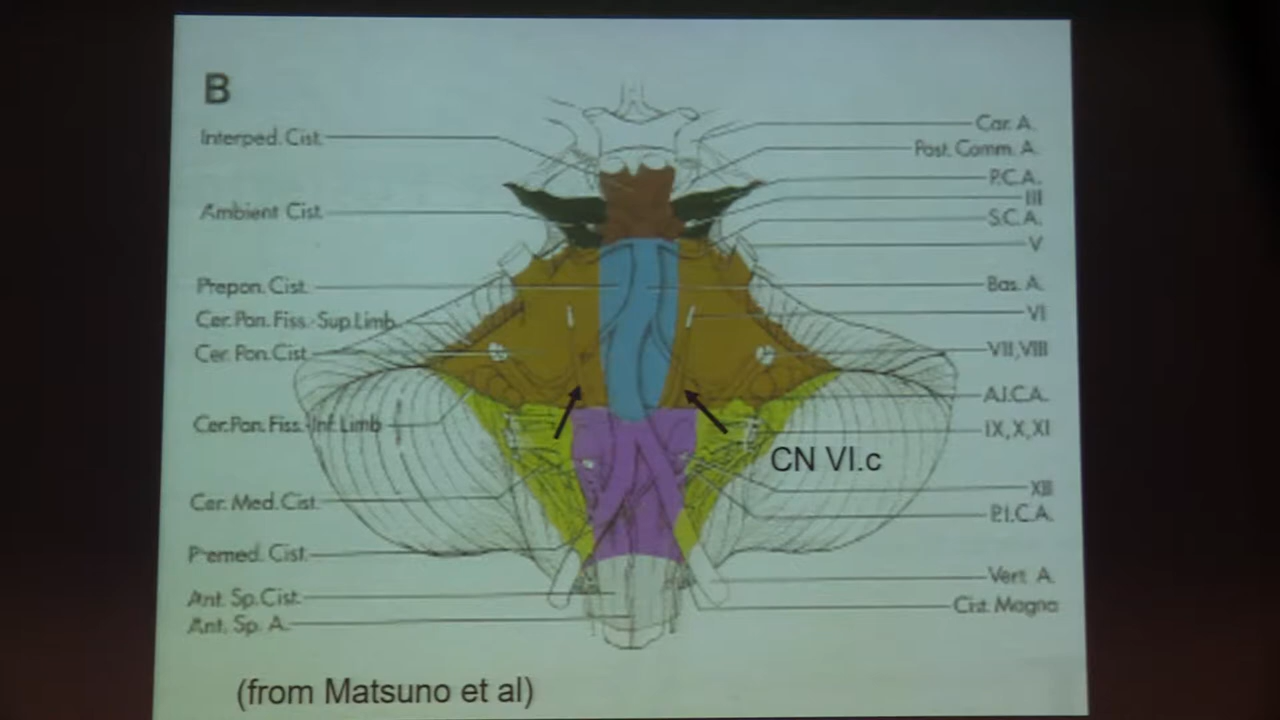 B
Interped. Cist.
Ambient Cist.
Prepon. Cist.
Cer. Pon. Fiss.-Sup. Limb
Cer. Pon. Cist.
Cer. Pon. Fiss.-Inf. Limb
Cer. Med. Cist.
Premed. Cist.
Ant. Sp. Cist.
Ant. Sp. A.
Car. A.
Post. Comm. A.
P.C.A.
III
S.C.A.
V
Bas. A.
VI
VII, VIII
A.I.C.A.
IX, X, XI
CN VI.c
XII
P.I.C.A.
Vert. A.
Cist. Magna
(from Matsuno et al)